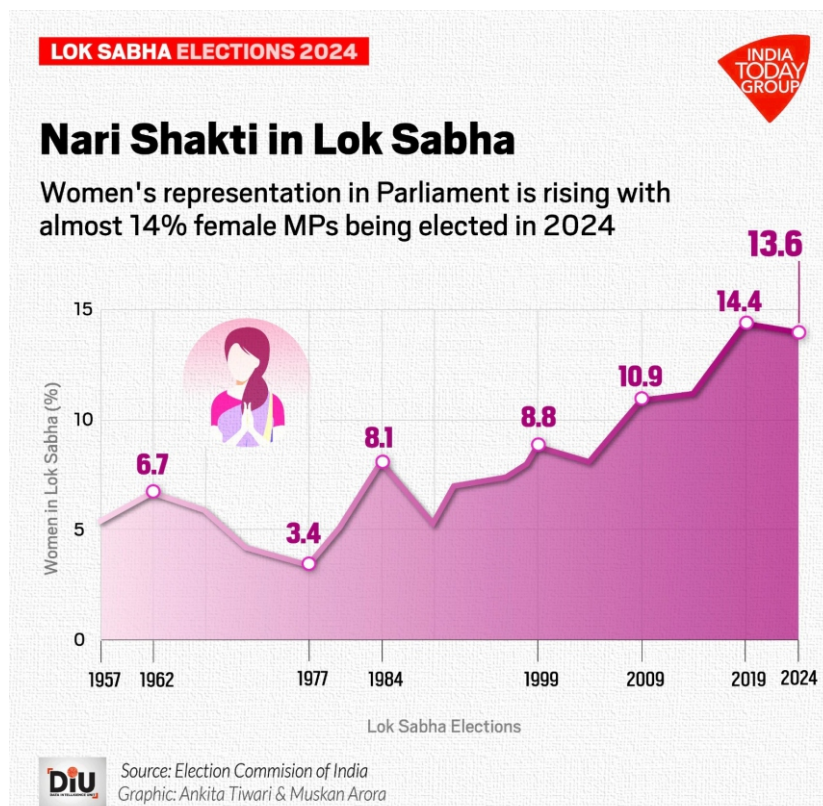 LOK SABHA ELECTIONS 2024
INDIA
TODAY
GROUP
Nari Shakti in Lok Sabha
Women's representation in Parliament is rising with
almost 14% female MPs being elected in 2024
13.6
14.4
10.9
8.8
8.1
6.7
3.4
15
10
5
0
Women in Lok Sabha (%)
1957 1962 1977 1984 1999 2009 2019 2024
Lok Sabha Elections
DiU
DATA INTELLIGENCE UNIT
Source: Election Commision of India
Graphic: Ankita Tiwari & Muskan Arora